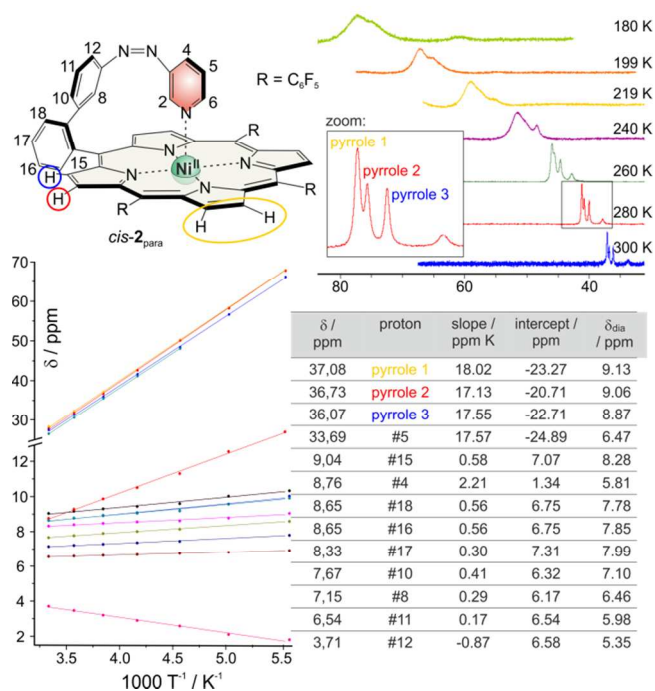 12
N=N
4
11
5
R = C6F5
10
8
2
6
N
18
R
17
15
N
N
NiII
N
N
R
16
H
H
R
H
H
cis-2para
180 K
199 K
219 K
240 K
260 K
280 K
300 K
zoom:
pyrrole 1
pyrrole 2
pyrrole 3
80
60
40
δ / ppm
70
60
50
40
30
12
10
8
6
4
2
3.5
4.0
4.5
5.0
5.5
1000 T-1 / K-1
δ / ppm proton slope / ppm K intercept / ppm δdia / ppm
37,08 pyrrole 1 18.02 -23.27 9.13
36,73 pyrrole 2 17.13 -20.71 9.06
36,07 pyrrole 3 17.55 -22.71 8.87
33,69 #5 17.57 -24.89 6.47
9,04 #15 0.58 7.07 8.28
8,76 #4 2.21 1.34 5.81
8,65 #18 0.56 6.75 7.78
8,65 #16 0.56 6.75 7.85
8,33 #17 0.30 7.31 7.99
7,67 #10 0.41 6.32 7.10
7,15 #8 0.29 6.17 6.46
6,54 #11 0.17 6.54 5.98
3,71 #12 -0.87 6.58 5.35